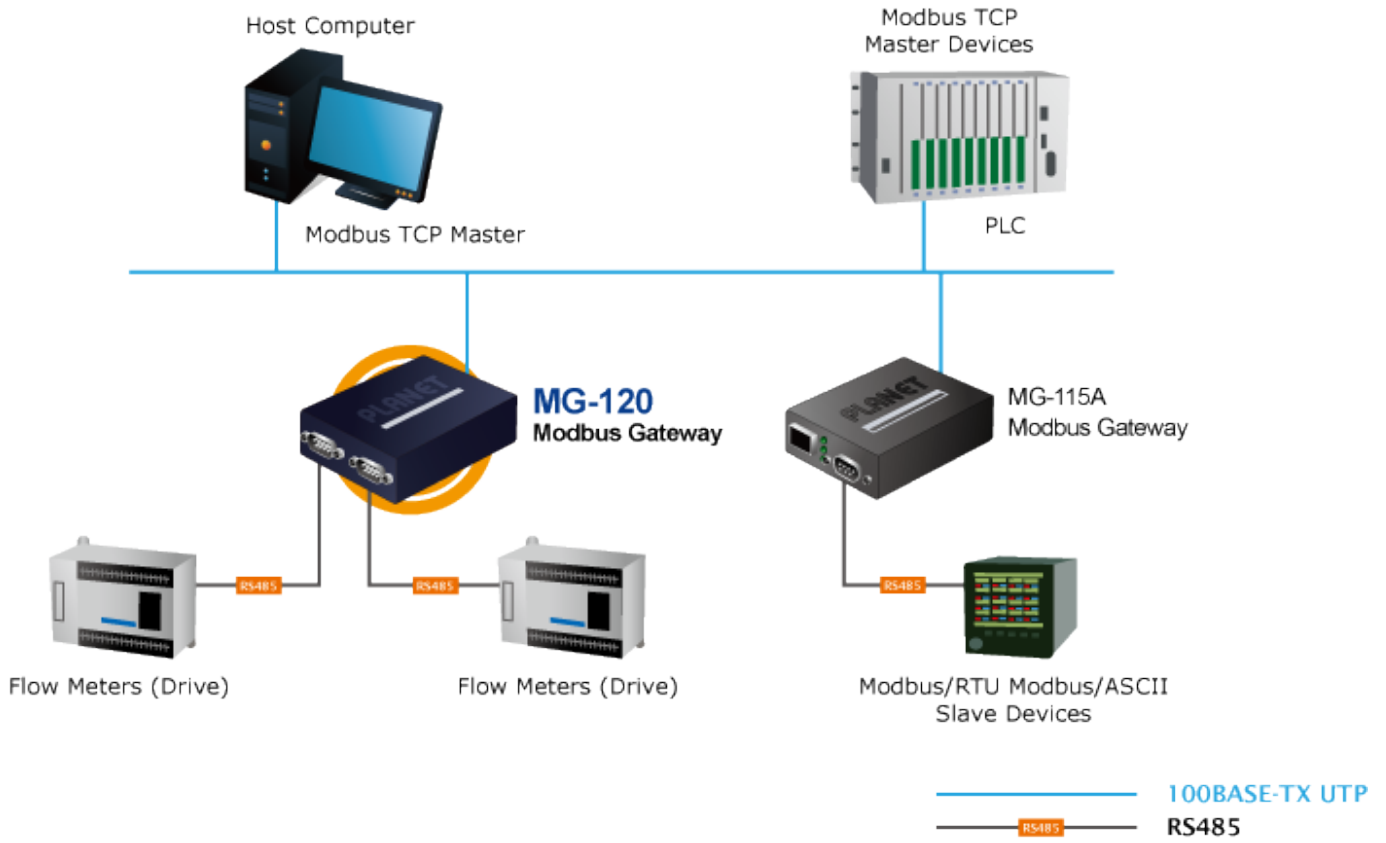 Host Computer
Modbus TCP
Master Devices
Modbus TCP Master
PLC
PLANET
MG-120
Modbus Gateway
PLANET
MG-115A
Modbus Gateway
RS485
RS485
RS485
Flow Meters (Drive)
Flow Meters (Drive)
Modbus/RTU Modbus/ASCII
Slave Devices
100BASE-TX UTP
RS485
RS485